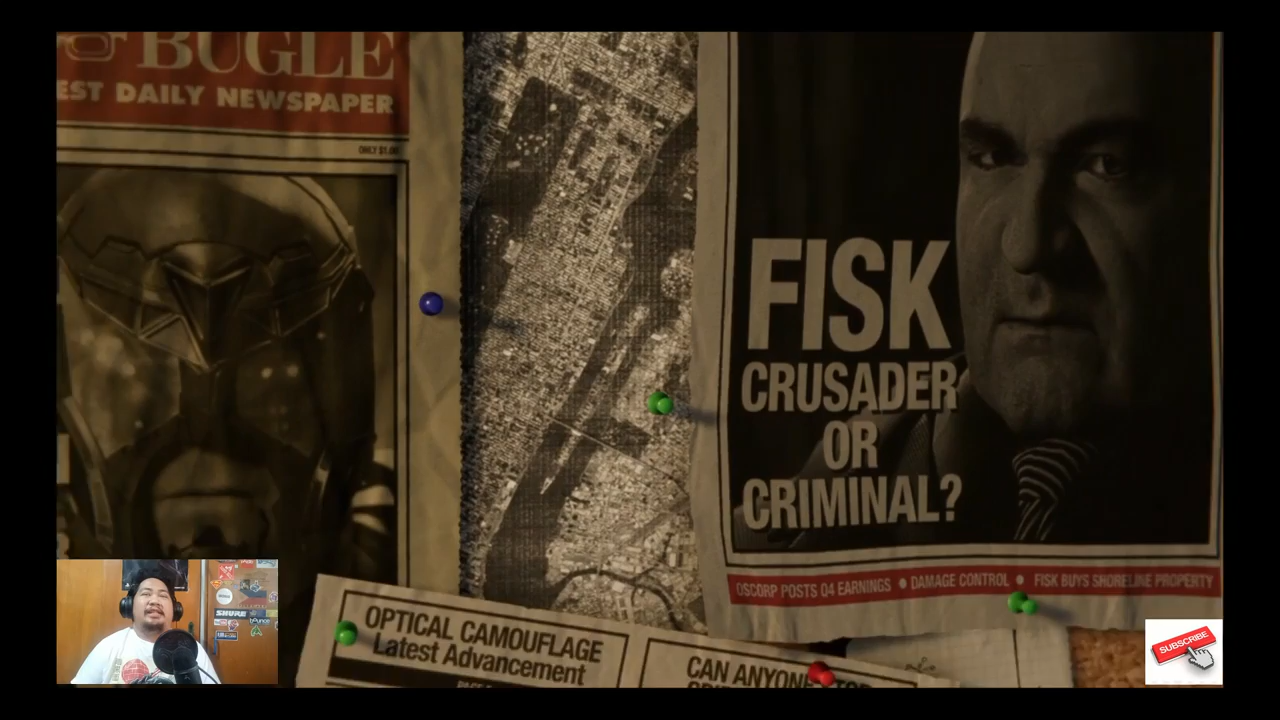 BUGLE
EST DAILY NEWSPAPER
ONLY $1.00
FISK
CRUSADER
OR
CRIMINAL?
OSCORP POSTS Q4 EARNINGS • DAMAGE CONTROL • FISK BUYS SHORELINE PROPERTY
OPTICAL CAMOUFLAGE
Latest Advancement
CAN ANYONE
SHURE
SUBSCRIBE